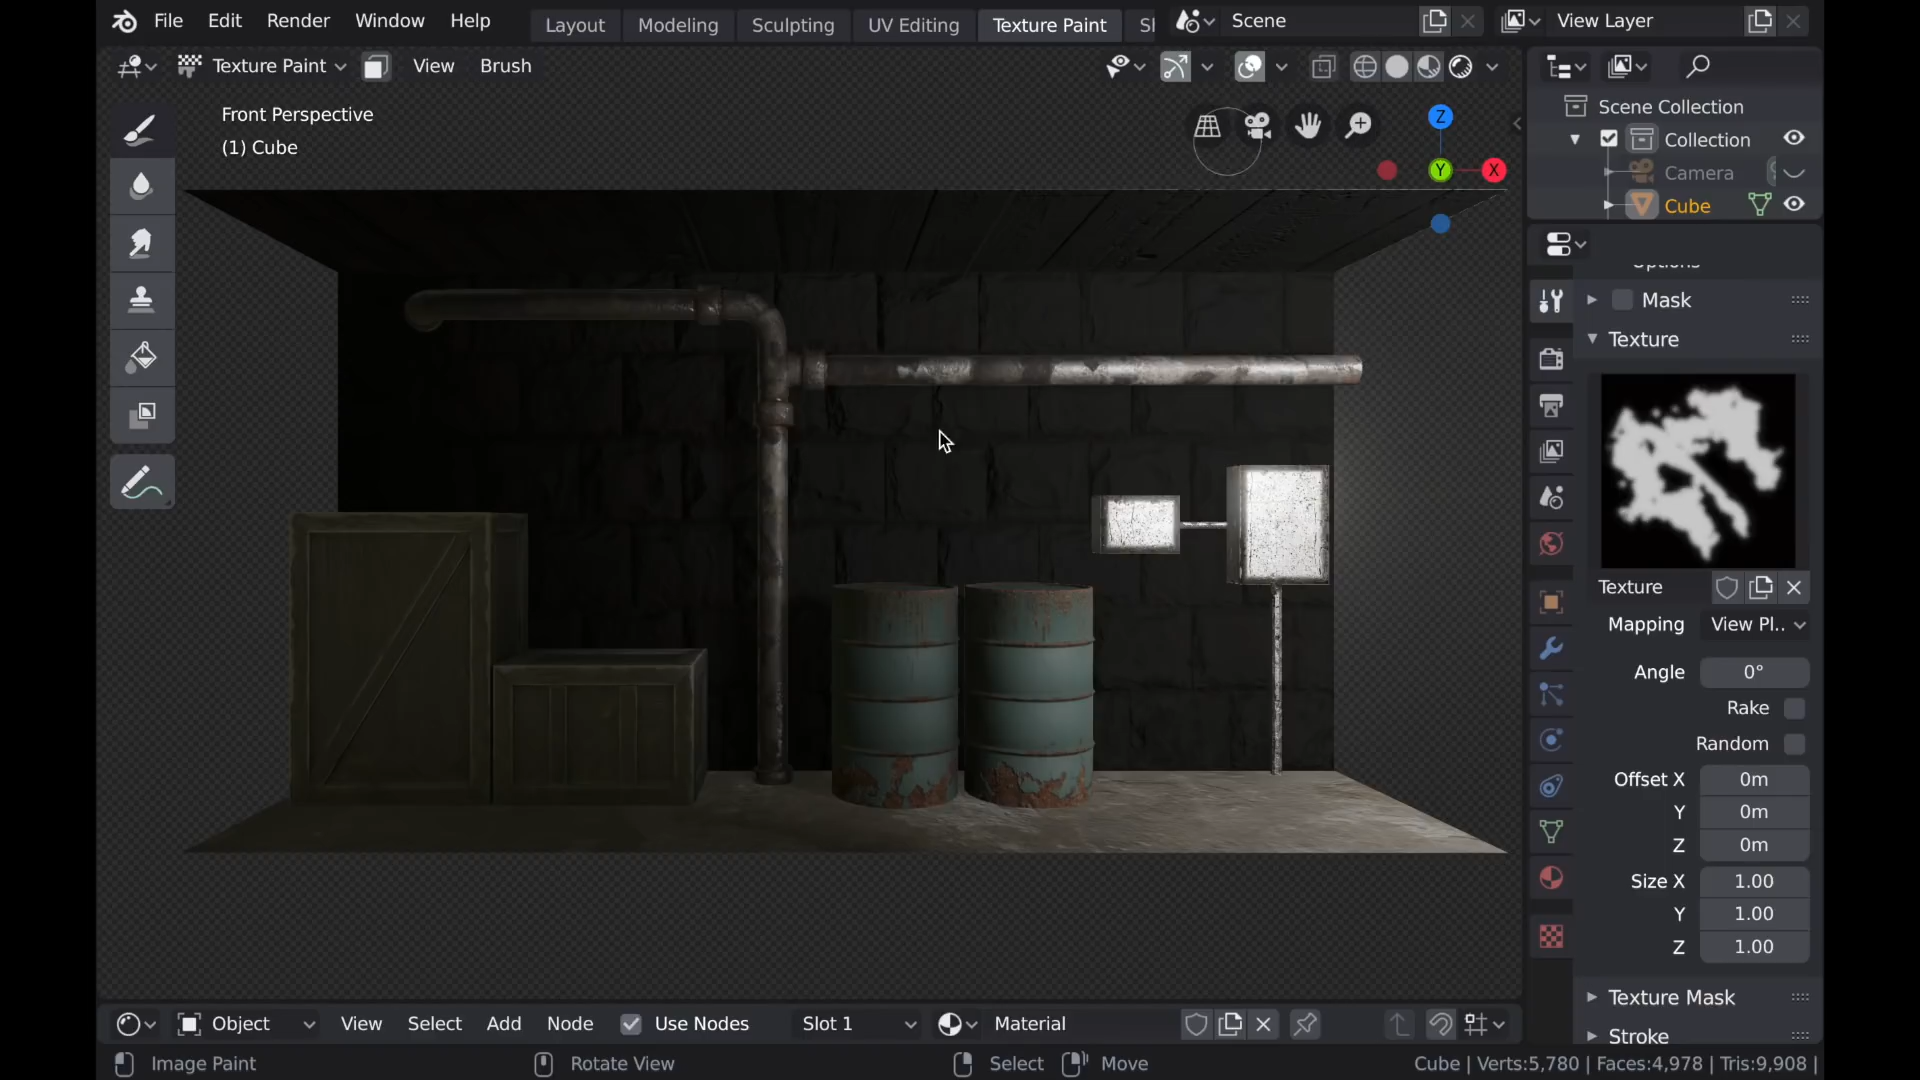 File Edit Render Window Help Layout Modeling Sculpting UV Editing Texture Paint Scene View Layer
Texture Paint View Brush
Front Perspective
(1) Cube
Z
Y
X
Scene Collection
Collection
Camera
Cube
Options
Mask
Texture
Texture
Mapping View Pl..
Angle 0°
Rake
Random
Offset X 0m
Y 0m
Z 0m
Size X 1.00
Y 1.00
Z 1.00
Texture Mask
Stroke
Object View Select Add Node Use Nodes Slot 1 Material
Image Paint Rotate View Select Move Cube | Verts:5,780 | Faces:4,978 | Tris:9,908 |